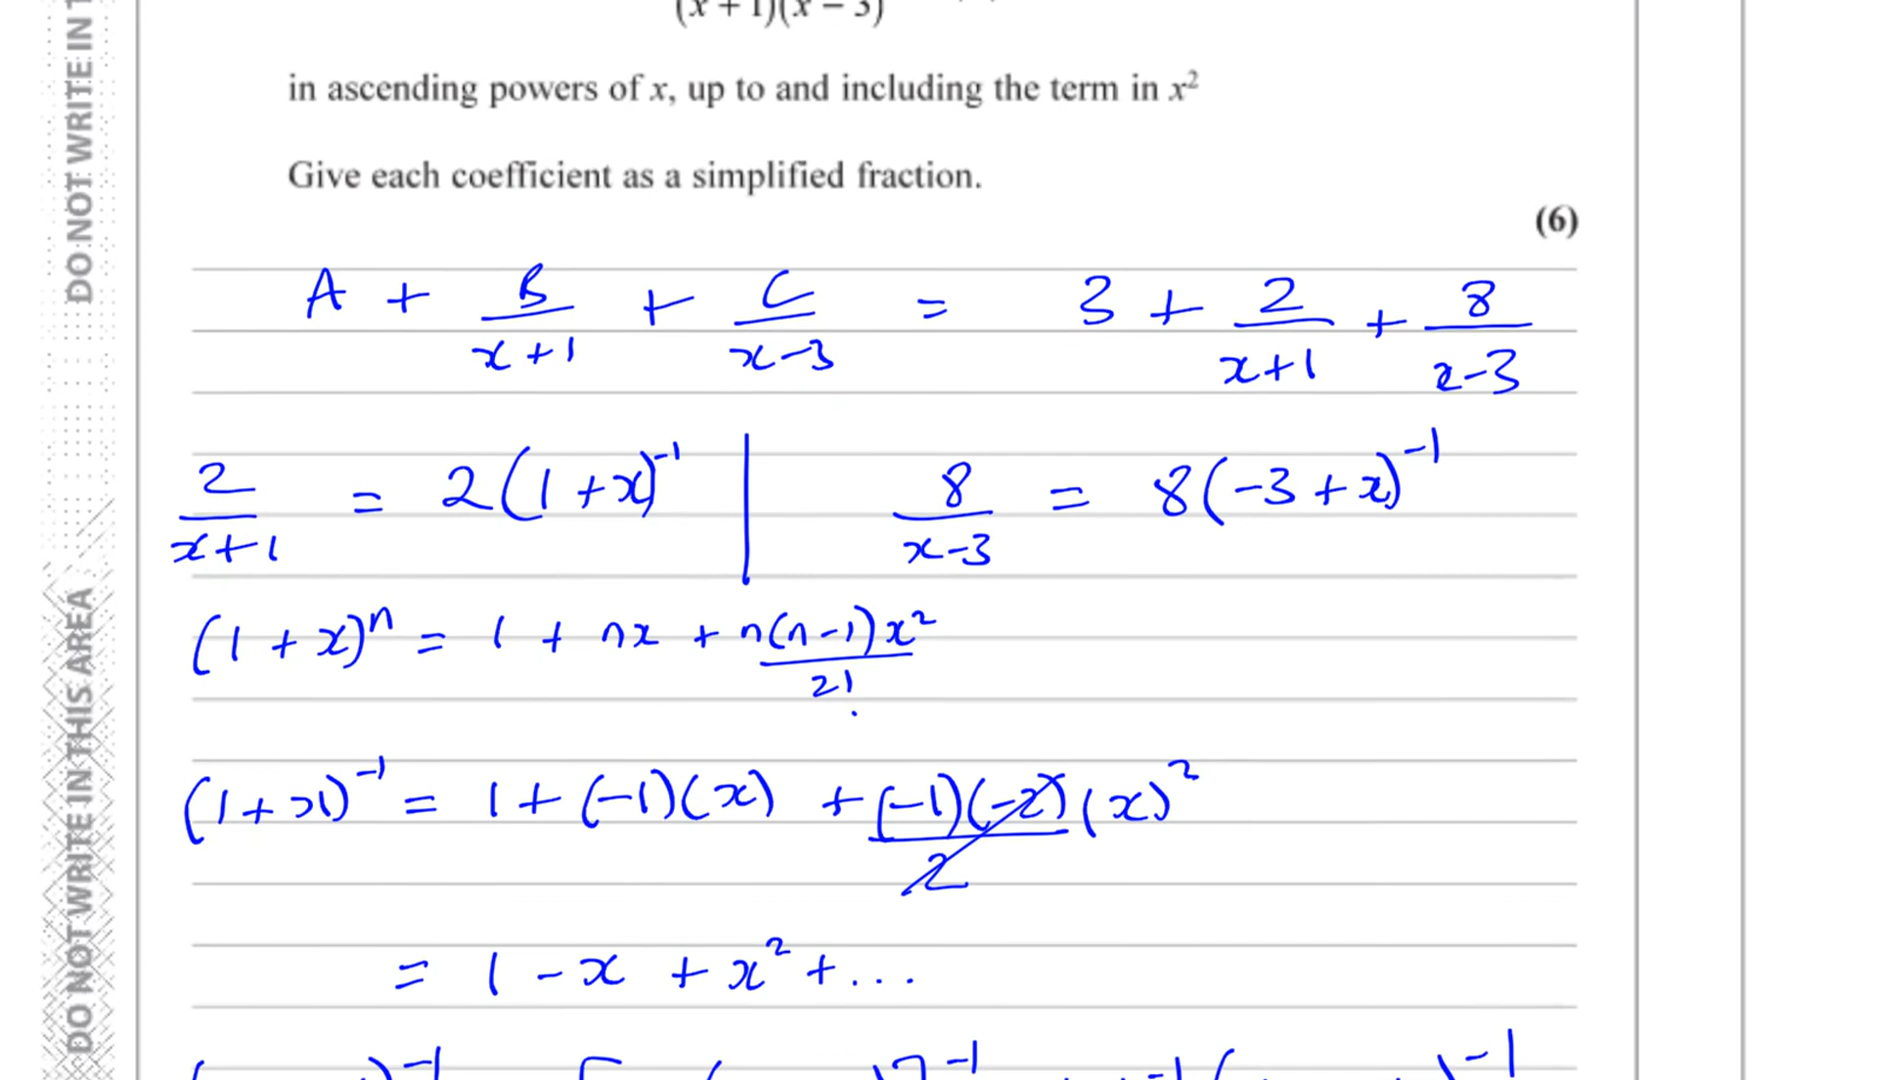 (x + 1)(x − 3)
in ascending powers of x, up to and including the term in x²
Give each coefficient as a simplified fraction.
(6)
A + B/(x+1) + C/(x-3) = 3 + 2/(x+1) + 8/(x-3)
2/(x+1) = 2(1+x)⁻¹ | 8/(x-3) = 8(-3+x)⁻¹
(1+x)ⁿ = 1 + nx + n(n-1)x²/2!
(1+x)⁻¹ = 1+(-1)(x) + (-1)(-2)/2 (x)²
= 1 - x + x² + ...
DO NOT WRITE IN THIS AREA
DO NOT WRITE IN